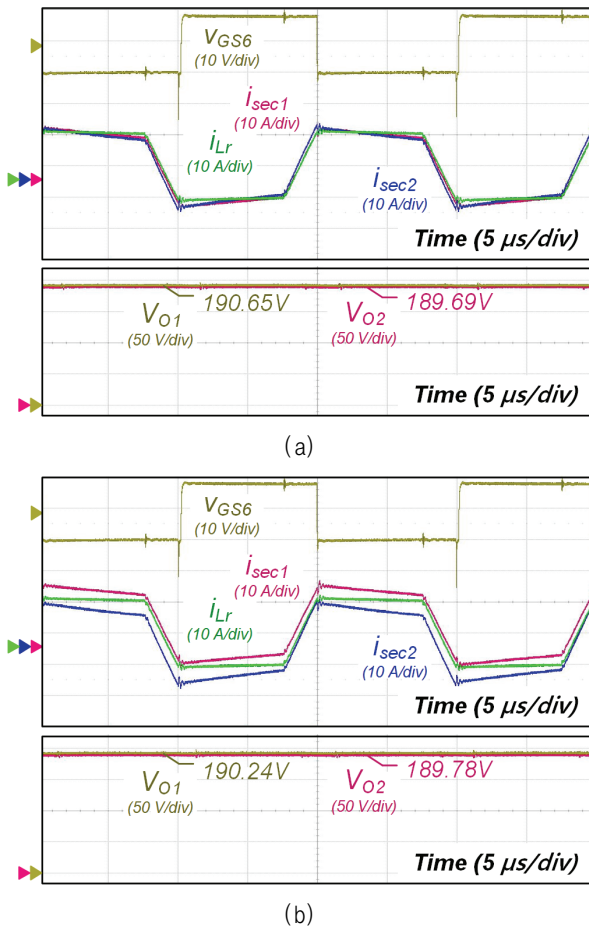 VGS6
(10 V/div)
isec1
(10 A/div)
iLr
(10 A/div)
isec2
(10 A/div)
Time (5 µs/div)
190.65V
189.69V
VO1
(50 V/div)
VO2
(50 V/div)
Time (5 µs/div)
(a)
VGS6
(10 V/div)
isec1
(10 A/div)
iLr
(10 A/div)
isec2
(10 A/div)
Time (5 µs/div)
190.24V
189.78V
VO1
(50 V/div)
VO2
(50 V/div)
Time (5 µs/div)
(b)